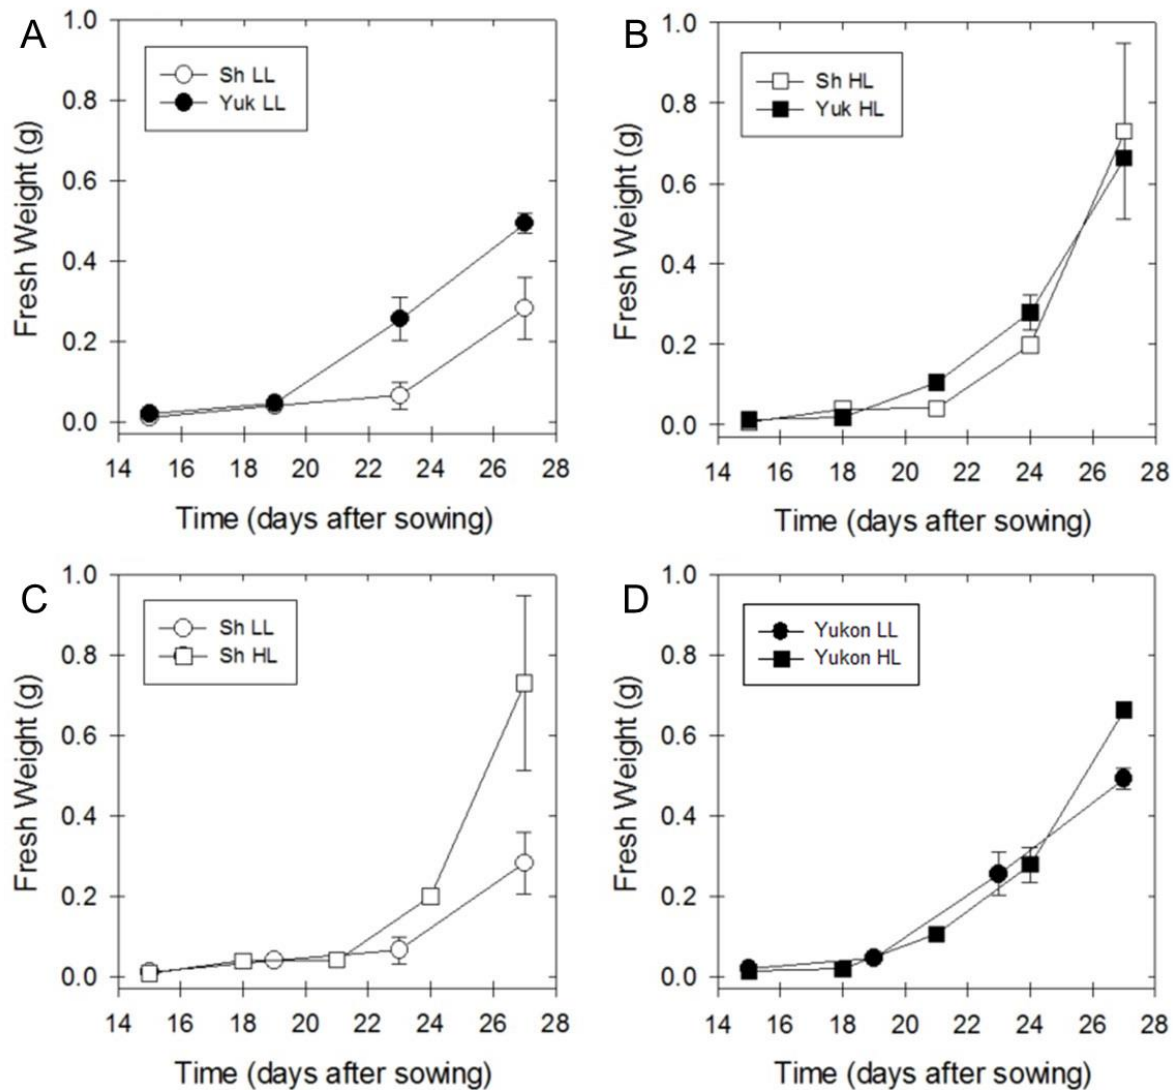 A
Fresh Weight (g)
1.0
0.8
0.6
0.4
0.2
0.0
Sh LL
Yuk LL
14 16 18 20 22 24 26 28
Time (days after sowing)
B
Fresh Weight (g)
1.0
0.8
0.6
0.4
0.2
0.0
Sh HL
Yuk HL
14 16 18 20 22 24 26 28
Time (days after sowing)
C
Fresh Weight (g)
1.0
0.8
0.6
0.4
0.2
0.0
Sh LL
Sh HL
14 16 18 20 22 24 26 28
Time (days after sowing)
D
Fresh Weight (g)
1.0
0.8
0.6
0.4
0.2
0.0
Yukon LL
Yukon HL
14 16 18 20 22 24 26 28
Time (days after sowing)